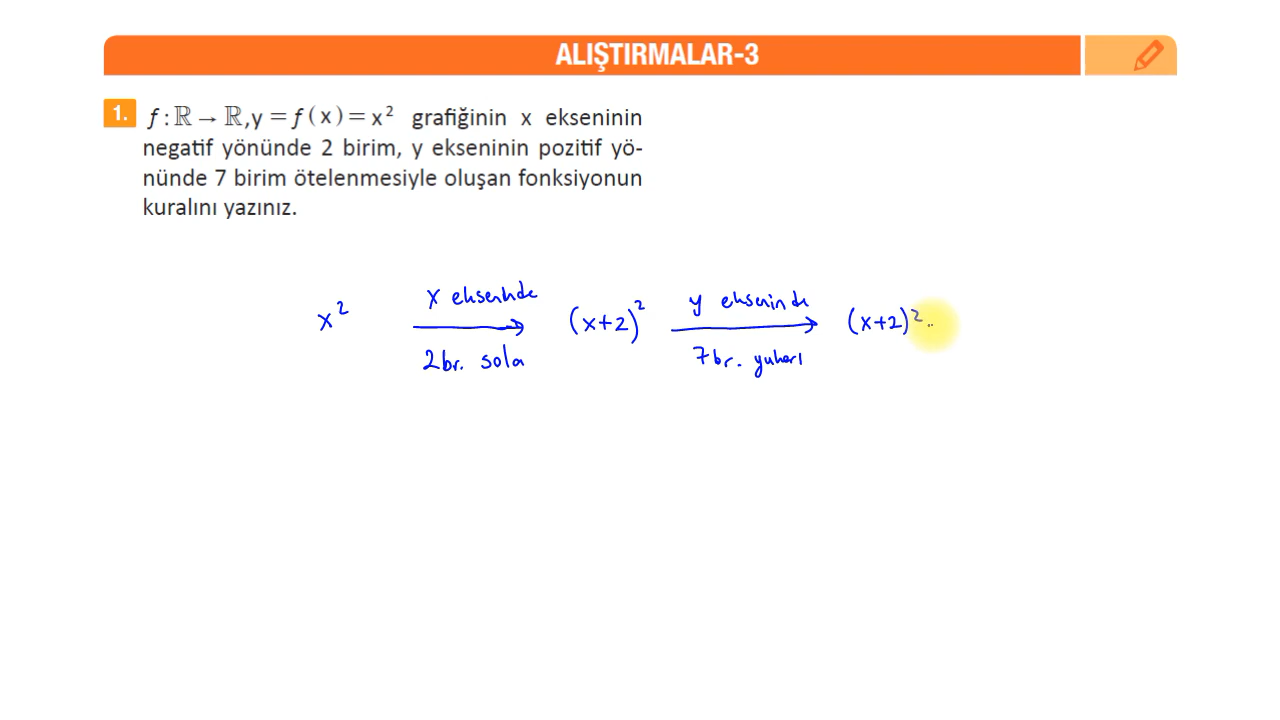 ALIŞTIRMALAR-3
1. f : ℝ → ℝ, y = f(x) = x² grafiğinin x ekseninin
negatif yönünde 2 birim, y ekseninin pozitif yö-
nünde 7 birim ötelenmesiyle oluşan fonksiyonun
kuralını yazınız.
x² x ekseninde (x+2)² y ekseninde (x+2)²
2br. sola 7br. yukarı